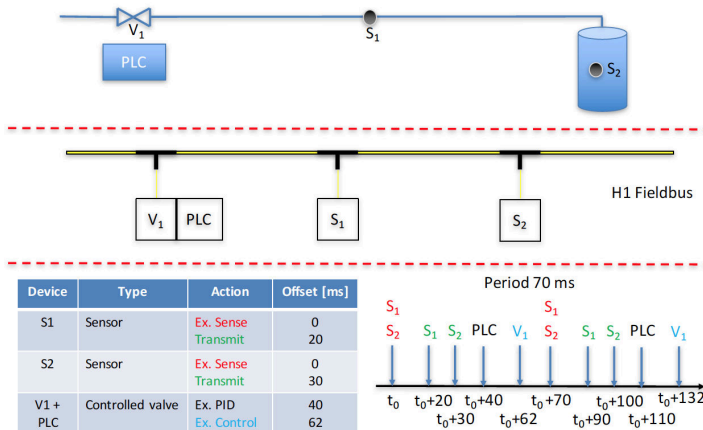 V1
S1
PLC
S2
V1 PLC
S1
S2
H1 Fieldbus
Device Type Action Offset [ms]
S1 Sensor Ex. Sense 0
Transmit 20
S2 Sensor Ex. Sense 0
Transmit 30
V1 + Controlled valve Ex. PID 40
PLC Ex. Control 62
Period 70 ms
S1 S1
S2 S1 S2 PLC V1 S2 S1 S2 PLC V1
t0 t0+20 t0+40 t0+70 t0+100 t0+132
t0+30 t0+62 t0+90 t0+110